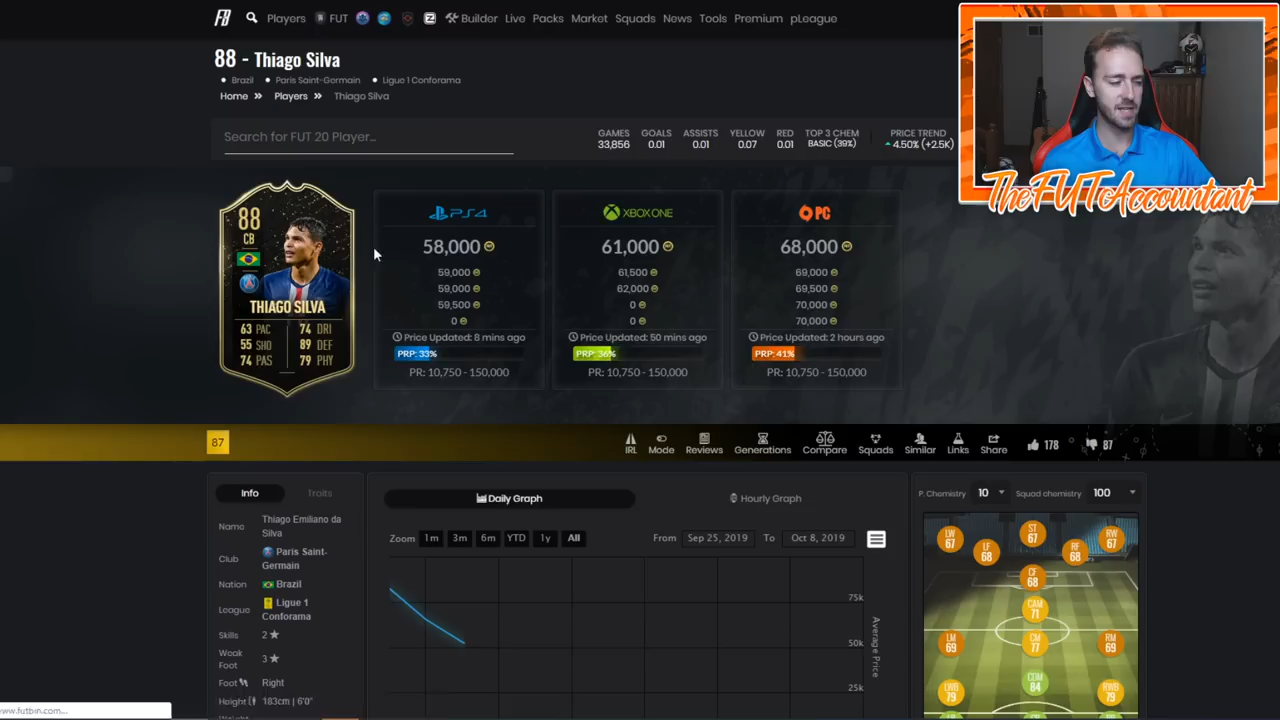 Players FUT Builder Live Packs Market Squads News Tools Premium pLeague
88 - Thiago Silva
Brazil Paris Saint-Germain Ligue 1 Conforama
Home » Players » Thiago Silva
Search for FUT 20 Player...
GAMES GOALS ASSISTS YELLOW RED TOP 3 CHEM PRICE TREND
33,856 0.01 0.01 0.07 0.01 BASIC (39%) 4.50% (+2.5K)
TheFUTAccountant
88
CB
THIAGO SILVA
63 PAC 74 DRI
55 SHO 89 DEF
74 PAS 79 PHY
PS4
58,000
59,000
59,000
59,500
0
Price Updated: 8 mins ago
PRP: 33%
PR: 10,750 - 150,000
XBOX ONE
61,000
61,500
62,000
0
0
Price Updated: 50 mins ago
PRP: 36%
PR: 10,750 - 150,000
PC
68,000
69,000
69,500
70,000
70,000
Price Updated: 2 hours ago
PRP: 41%
PR: 10,750 - 150,000
87
IRL Mode Reviews Generations Compare Squads Similar Links Share 178 87
Info Traits
Name Thiago Emiliano da
Silva
Club Paris Saint-
Germain
Nation Brazil
League Ligue 1
Conforama
Skills 2 ★
Weak
Foot 3 ★
Foot Right
Height 183cm | 6'0"
Daily Graph Hourly Graph
Zoom 1m 3m 6m YTD 1y All From Sep 25, 2019 To Oct 8, 2019
75k
50k
25k
Average Price
P. Chemistry 10 Squad chemistry 100
LW
67
ST
67
RW
67
LF
68
RF
68
CF
68
CAM
71
LM
69
CM
77
RM
69
CDM
84
LWB
79
RWB
79
ww.futbin.com...